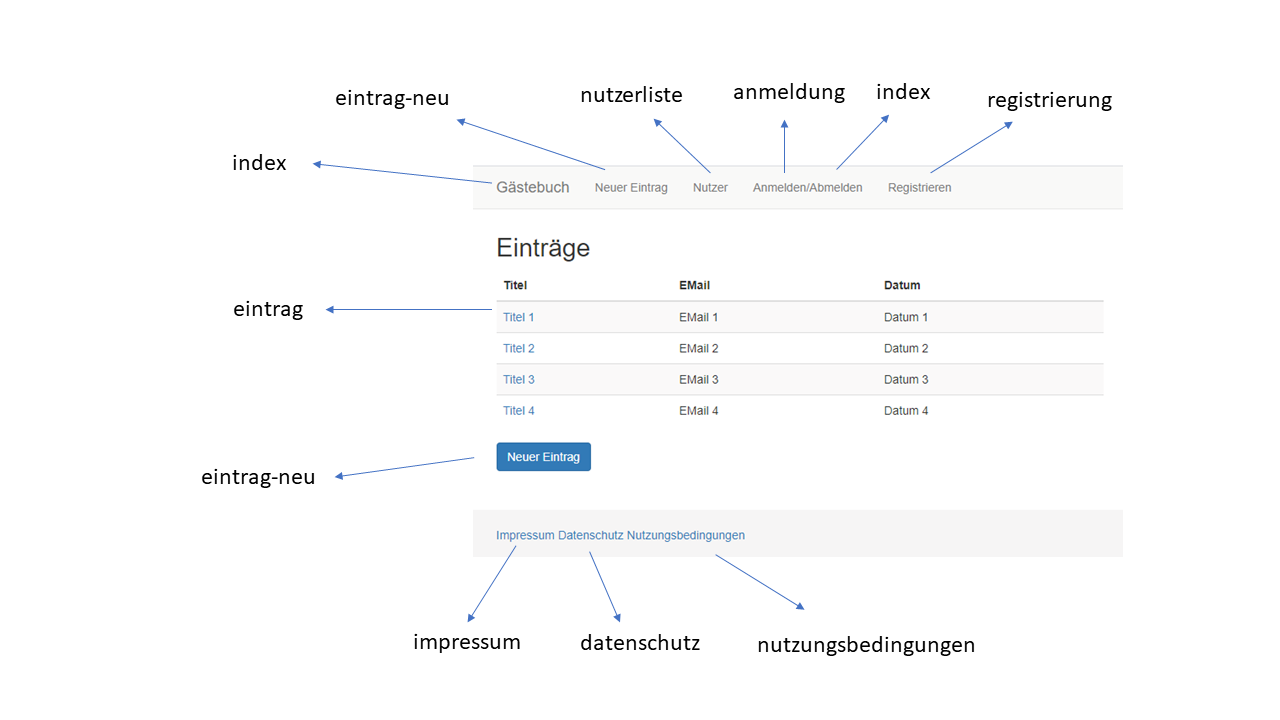 eintrag-neu nutzerliste anmeldung index registrierung
index
Gästebuch Neuer Eintrag Nutzer Anmelden/Abmelden Registrieren
Einträge
Titel EMail Datum
eintrag
Titel 1 EMail 1 Datum 1
Titel 2 EMail 2 Datum 2
Titel 3 EMail 3 Datum 3
Titel 4 EMail 4 Datum 4
Neuer Eintrag
eintrag-neu
Impressum Datenschutz Nutzungsbedingungen
impressum datenschutz nutzungsbedingungen